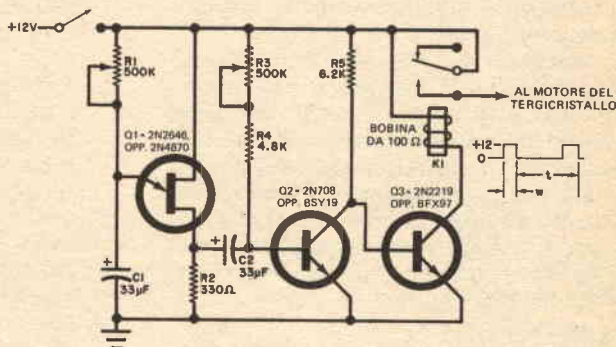 +12V
R1
500K
R3
500K
R5
6.2K
R4
4.8K
Q1 - 2N2646,
OPP. 2N4870
BOBINA
DA 100 Ω
K1
AL MOTORE DEL
TERGICRISTALLO
+12
0
t
w
Q2 - 2N708
OPP. BSY19
Q3 - 2N2219
OPP. BFX97
+
C1
33µF
R2
330Ω
+
C2
33µF